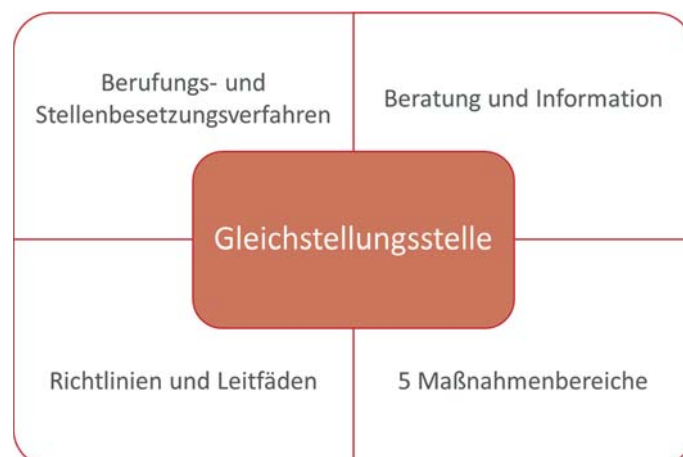 Berufungs- und
Stellenbesetzungsverfahren
Beratung und Information
Gleichstellungsstelle
Richtlinien und Leitfäden
5 Maßnahmenbereiche